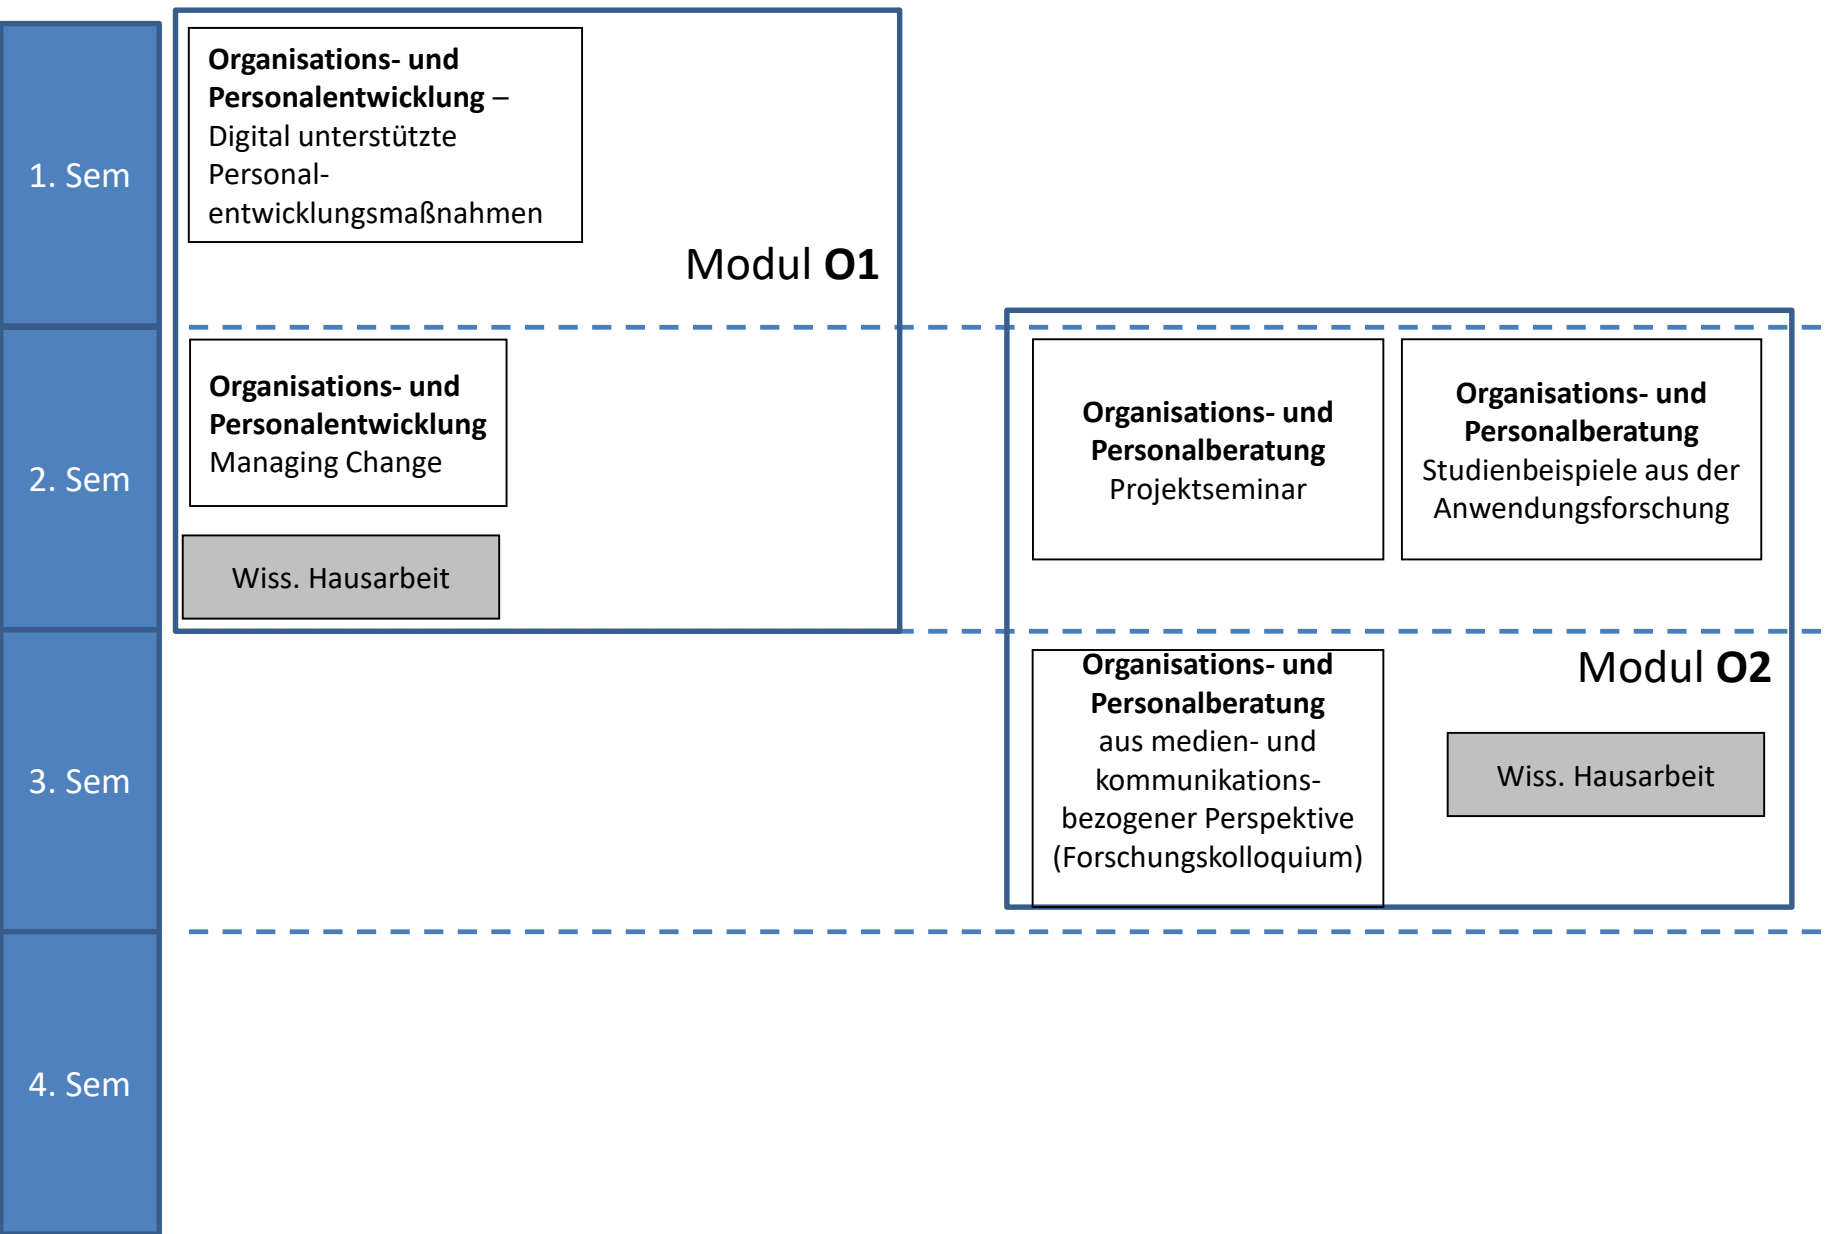 1. Sem
Organisations- und
Personalentwicklung –
Digital unterstützte
Personal-
entwicklungsmaßnahmen
Modul O1
2. Sem
Organisations- und
Personalentwicklung
Managing Change
Wiss. Hausarbeit
Organisations- und
Personalberatung
Projektseminar
Organisations- und
Personalberatung
Studienbeispiele aus der
Anwendungsforschung
3. Sem
Organisations- und
Personalberatung
aus medien- und
kommunikations-
bezogener Perspektive
(Forschungskolloquium)
Modul O2
Wiss. Hausarbeit
4. Sem